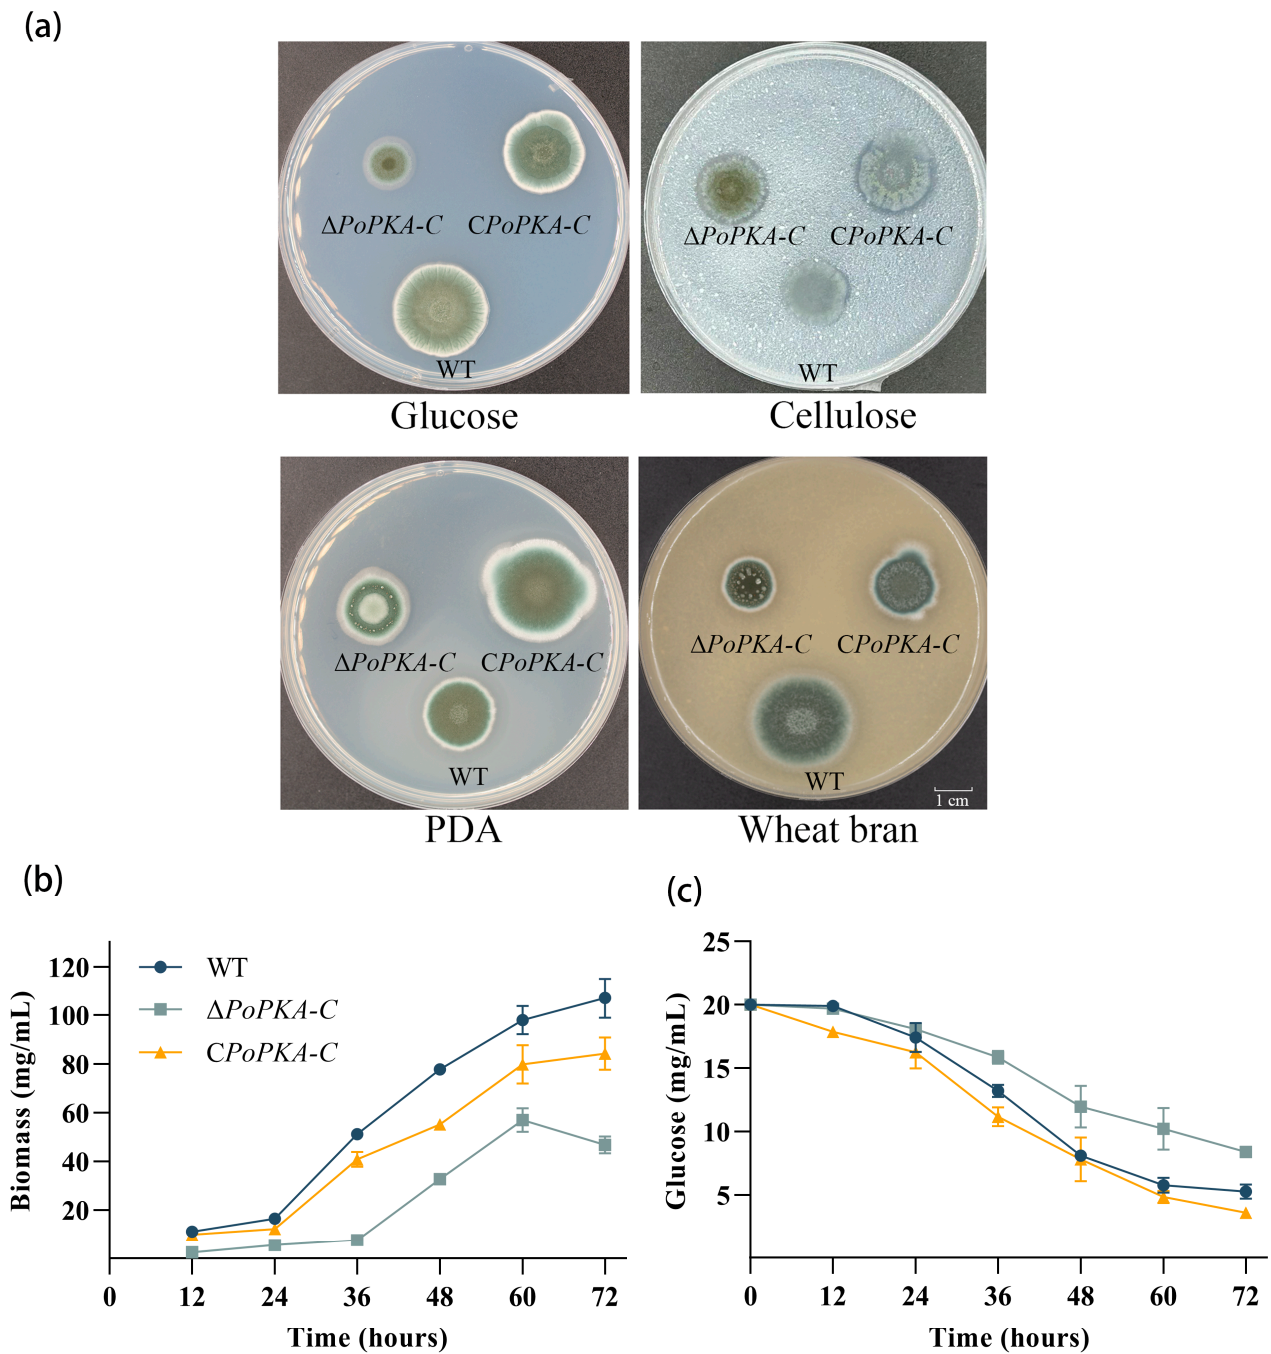 (a)
ΔPoPKA-C CPoPKA-C
WT
Glucose
ΔPoPKA-C CPoPKA-C
WT
Cellulose
ΔPoPKA-C CPoPKA-C
WT
PDA
ΔPoPKA-C CPoPKA-C
WT
1 cm
Wheat bran
(b)
WT
ΔPoPKA-C
CPoPKA-C
Biomass (mg/mL)
120
100
80
60
40
20
0 12 24 36 48 60 72
Time (hours)
(c)
Glucose (mg/mL)
25
20
15
10
5
0 12 24 36 48 60 72
Time (hours)